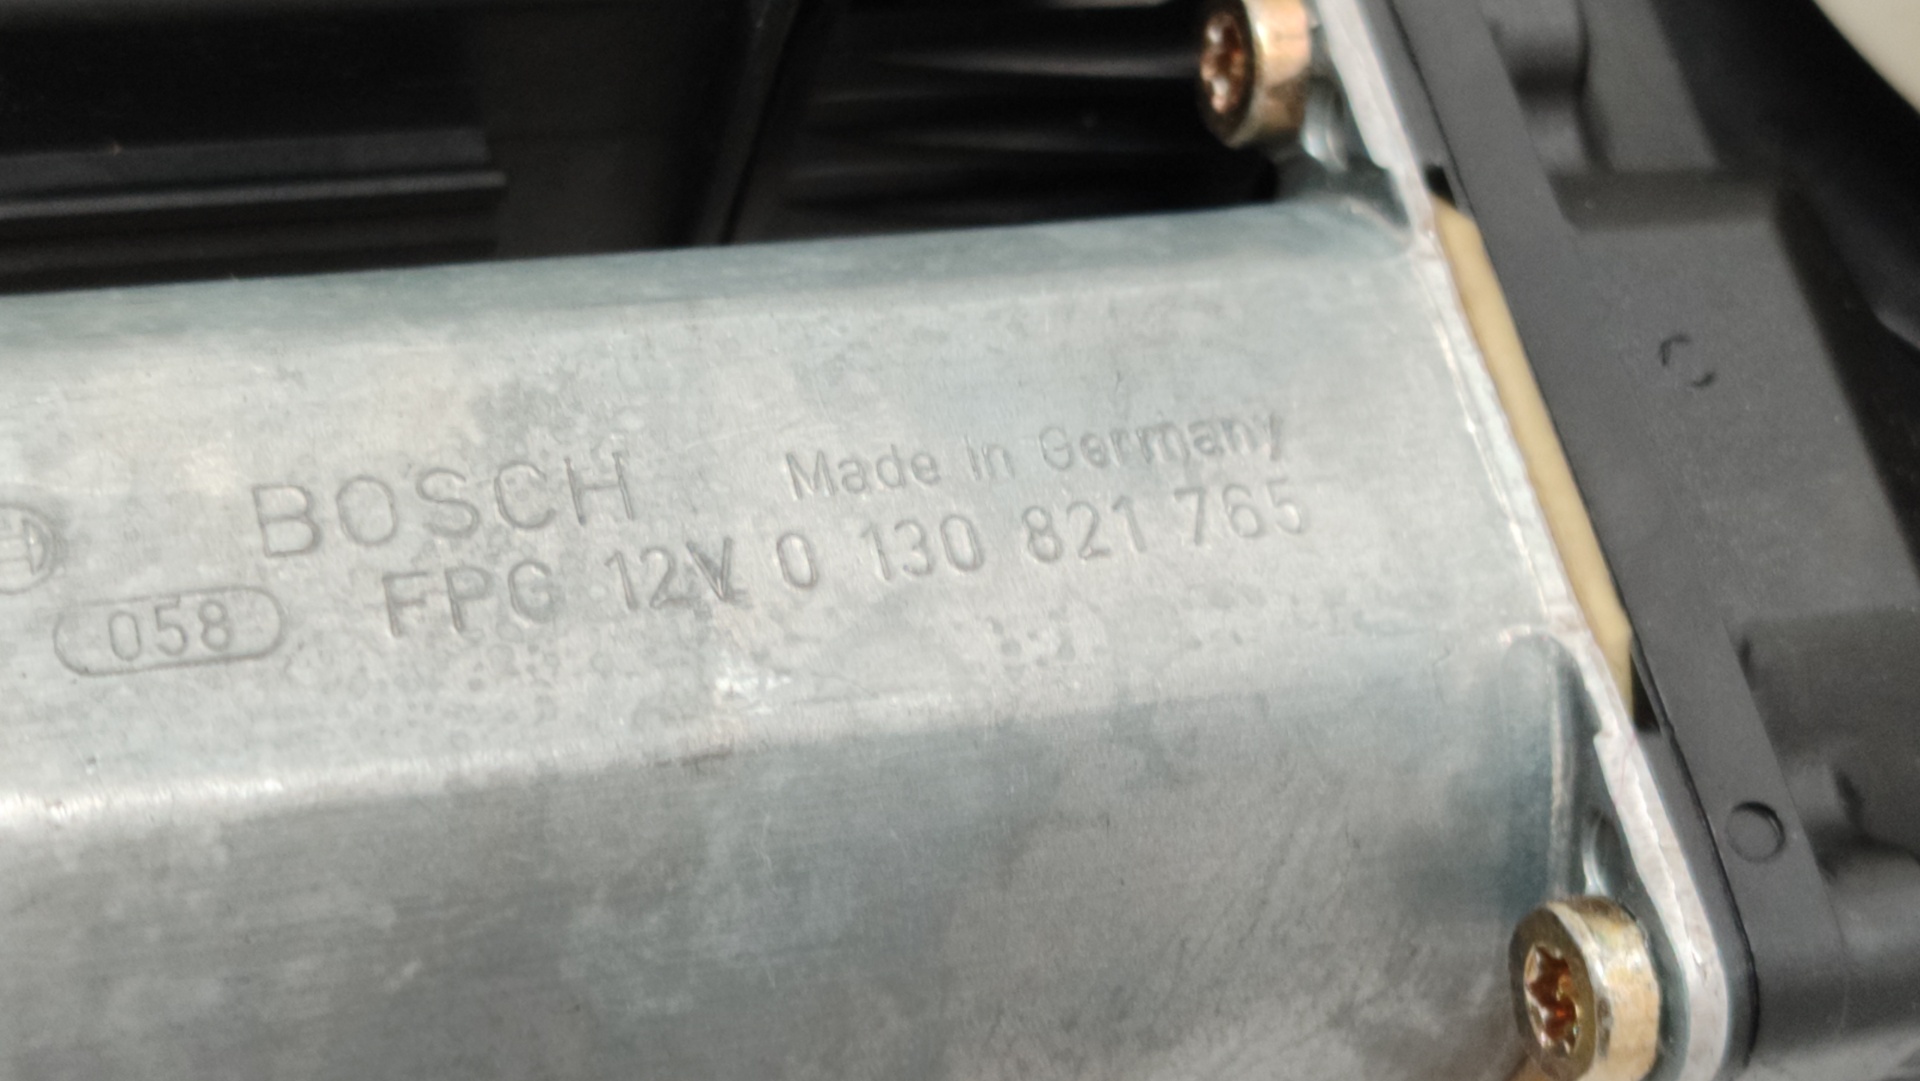 BOSCH Made in Germany
058 FPG 12V 0 130 821 765